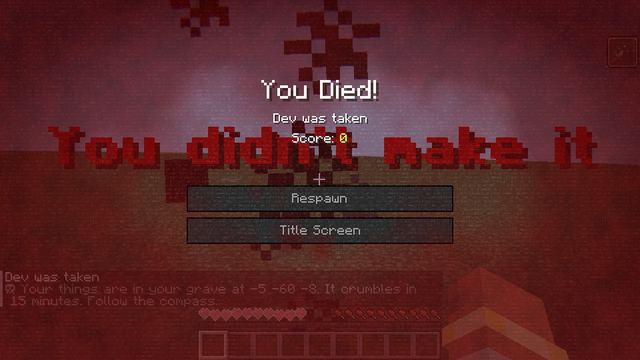 You Died!
Dev was taken
Score: 0
You didn't make it
Respawn
Title Screen
Dev was taken
Your things are in your grave at -5 -60 -8. It crumbles in
15 minutes. Follow the compass.